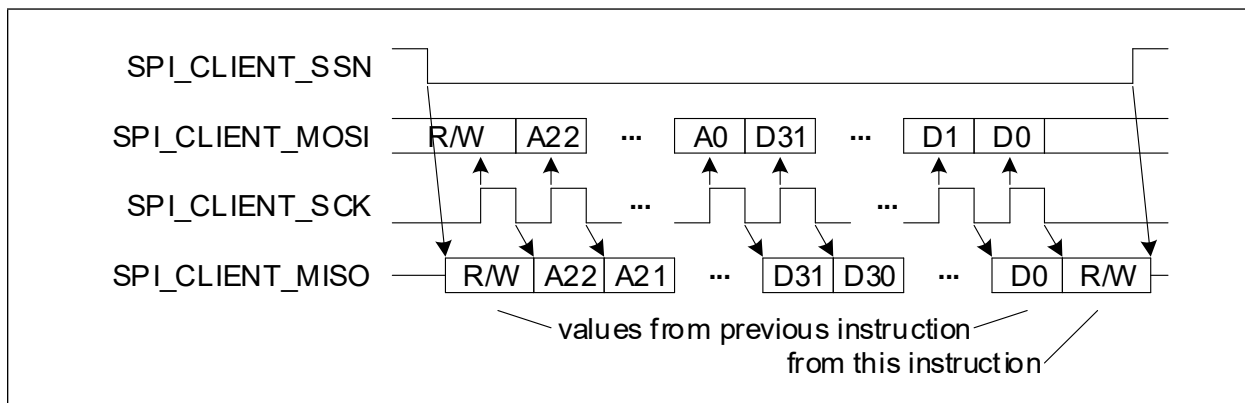 SPI_CLIENT_SSN
SPI_CLIENT_MOSI R/W A22 ... A0 D31 ... D1 D0
SPI_CLIENT_SCK ... ...
SPI_CLIENT_MISO R/W A22 A21 ... D31 D30 ... D0 R/W
values from previous instruction
from this instruction